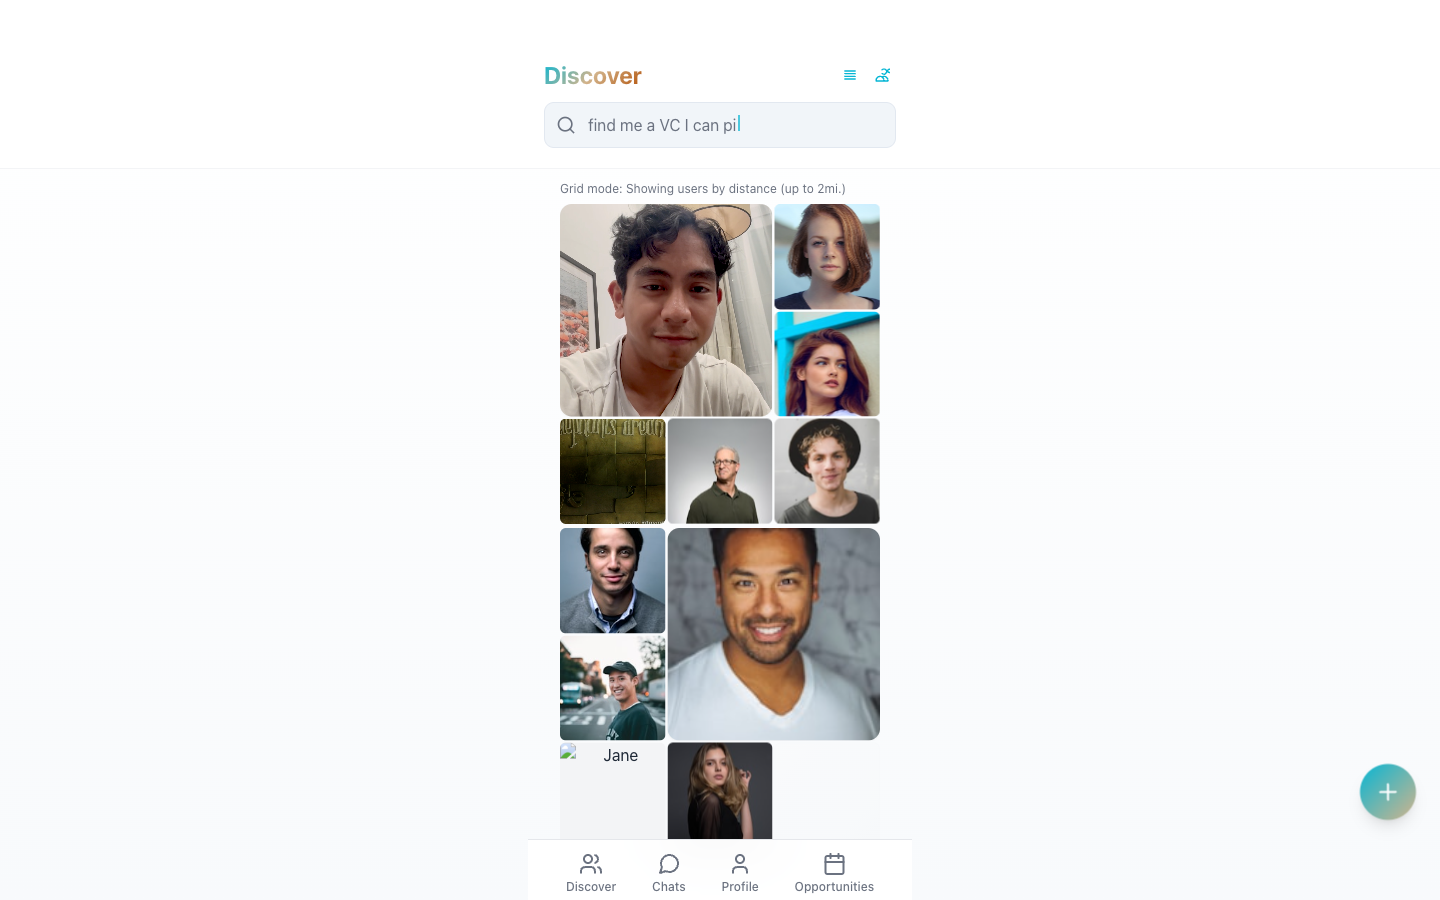 Discover
find me a VC I can pi
Grid mode: Showing users by distance (up to 2mi.)
Jane
Discover
Chats
Profile
Opportunities